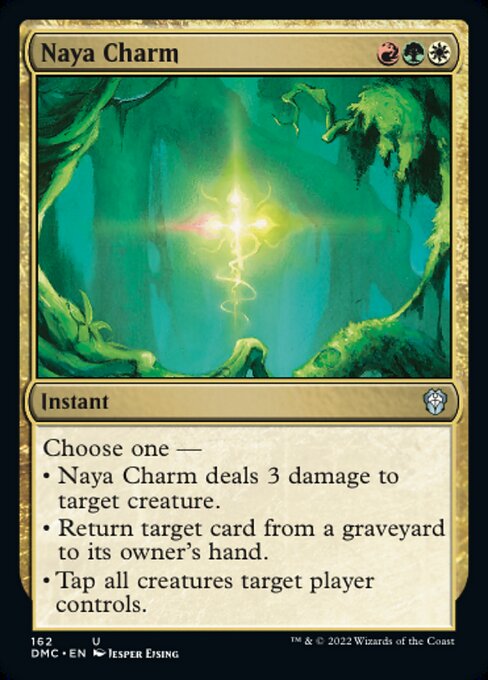 Naya Charm
Instant
Choose one —
• Naya Charm deals 3 damage to
target creature.
• Return target card from a graveyard
to its owner's hand.
• Tap all creatures target player
controls.
162 U
DMC • EN Jesper Ejsing
™ & © 2022 Wizards of the Coast